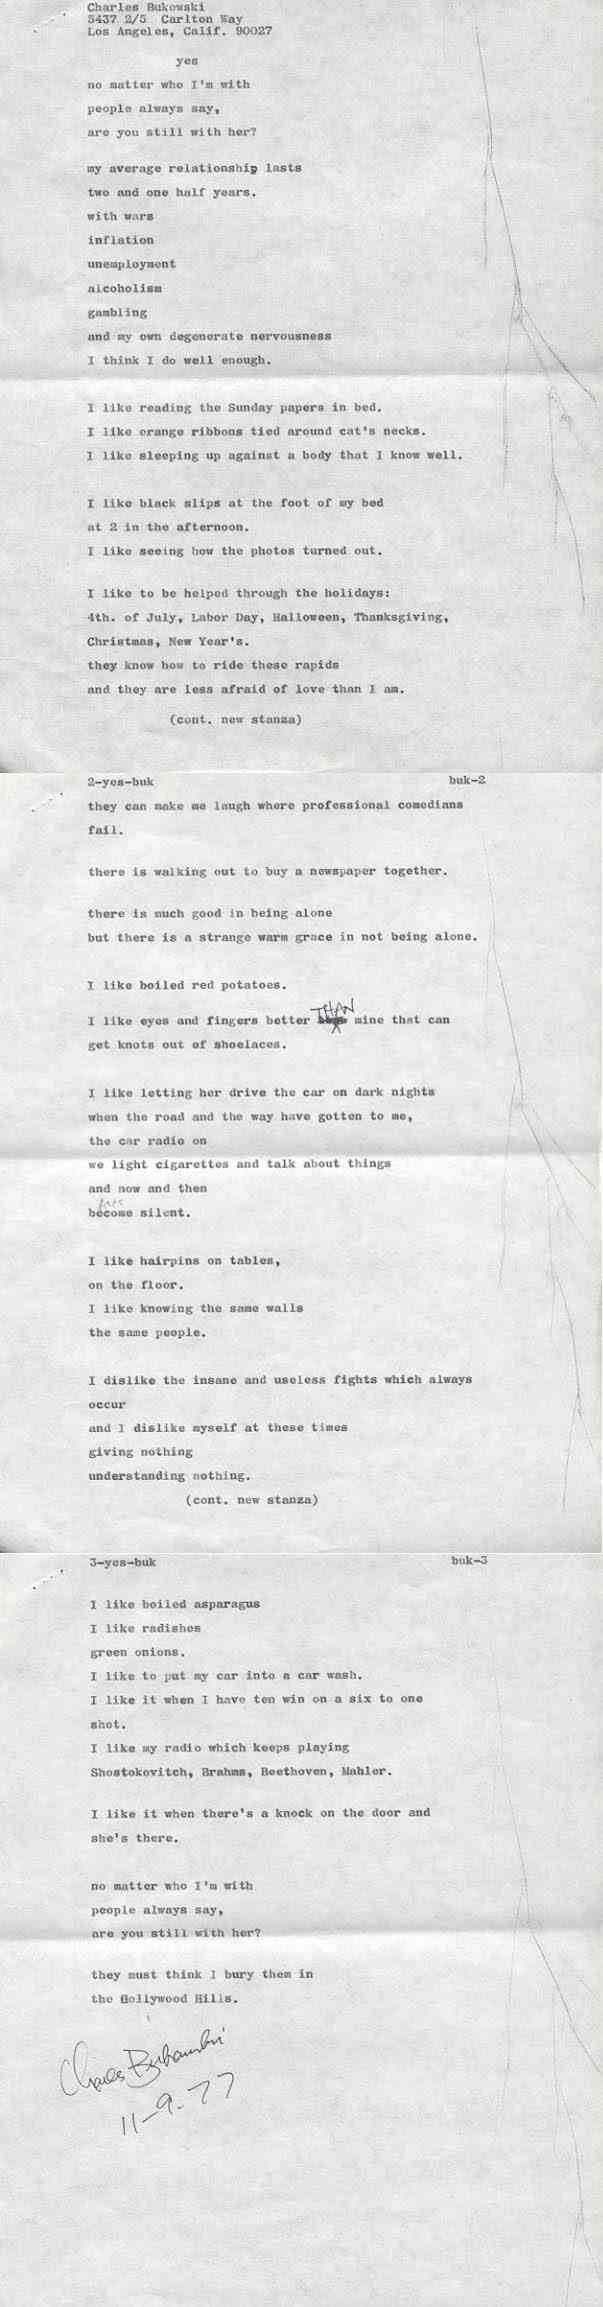 Charles Bukowski
5437 2/5 Carlton Way
Los Angeles, Calif. 90027
yes
no matter who I'm with
people always say,
are you still with her?
my average relationship lasts
two and one half years.
with wars
inflation
unemployment
alcoholism
gambling
and my own degenerate nervousness
I think I do well enough.
I like reading the Sunday papers in bed.
I like orange ribbons tied around cat's necks.
I like sleeping up against a body that I know well.
I like black slips at the foot of my bed
at 2 in the afternoon.
I like seeing how the photos turned out.
I like to be helped through the holidays:
4th. of July, Labor Day, Halloween, Thanksgiving,
Christmas, New Year's.
they know how to ride these rapids
and they are less afraid of love than I am.
(cont. new stanza)
2-yes-buk buk-2
they can make me laugh where professional comedians
fail.
there is walking out to buy a newspaper together.
there is much good in being alone
but there is a strange warm grace in not being alone.
I like boiled red potatoes.
I like eyes and fingers better THAN mine that can
get knots out of shoelaces.
I like letting her drive the car on dark nights
when the road and the way have gotten to me,
the car radio on
we light cigarettes and talk about things
and now and then
become silent.
I like hairpins on tables,
on the floor.
I like knowing the same walls
the same people.
I dislike the insane and useless fights which always
occur
and I dislike myself at these times
giving nothing
understanding nothing.
(cont. new stanza)
3-yes-buk buk-3
I like boiled asparagus
I like radishes
green onions.
I like to put my car into a car wash.
I like it when I have ten win on a six to one
shot.
I like my radio which keeps playing
Shostokovitch, Brahms, Beethoven, Mahler.
I like it when there's a knock on the door and
she's there.
no matter who I'm with
people always say,
are you still with her?
they must think I bury them in
the Hollywood Hills.
Charles Bukowski
11-9-77